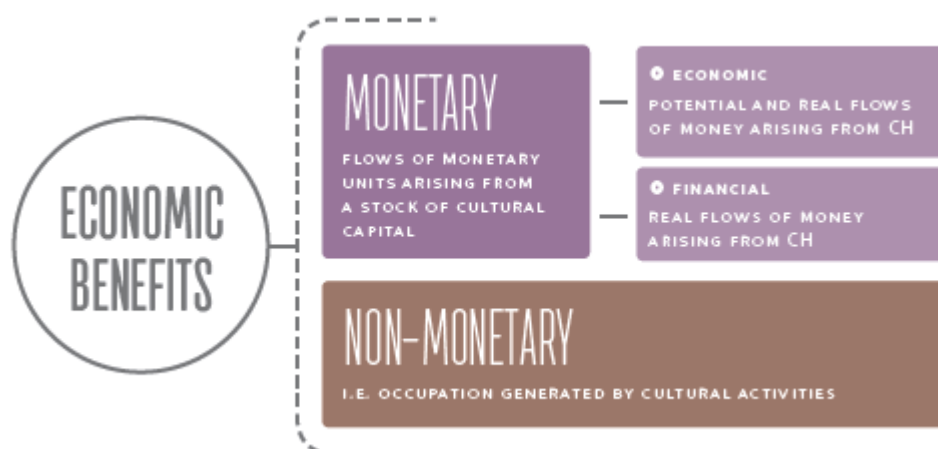 ECONOMIC
BENEFITS
MONETARY
FLOWS OF MONETARY
UNITS ARISING FROM
A STOCK OF CULTURAL
CAPITAL
ECONOMIC
POTENTIAL AND REAL FLOWS
OF MONEY ARISING FROM CH
FINANCIAL
REAL FLOWS OF MONEY
ARISING FROM CH
NON-MONETARY
I.E. OCCUPATION GENERATED BY CULTURAL ACTIVITIES